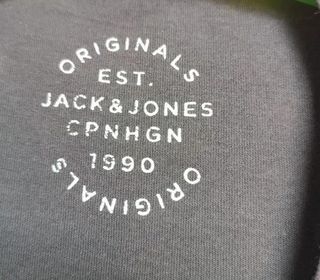 ORIGINALS
EST.
JACK & JONES
CPNHGN
1990
ORIGINALS